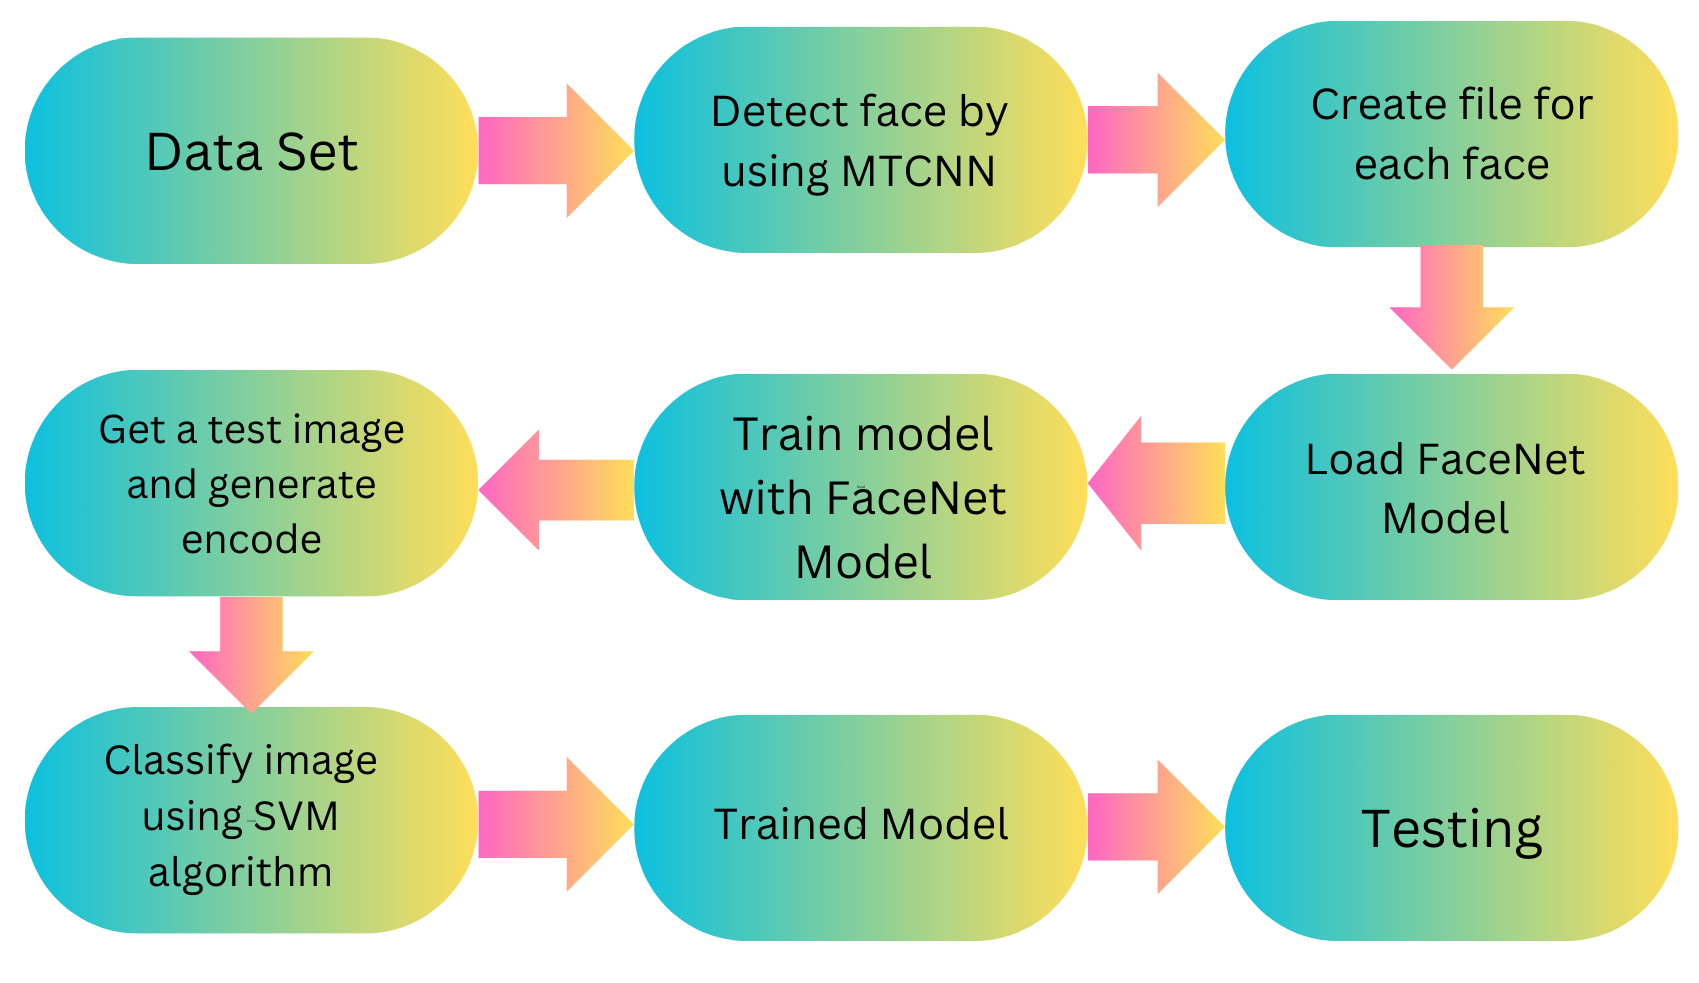 Data Set
Detect face by
using MTCNN
Create file for
each face
Load FaceNet
Model
Train model
with FaceNet
Model
Get a test image
and generate
encode
Classify image
using SVM
algorithm
Trained Model
Testing